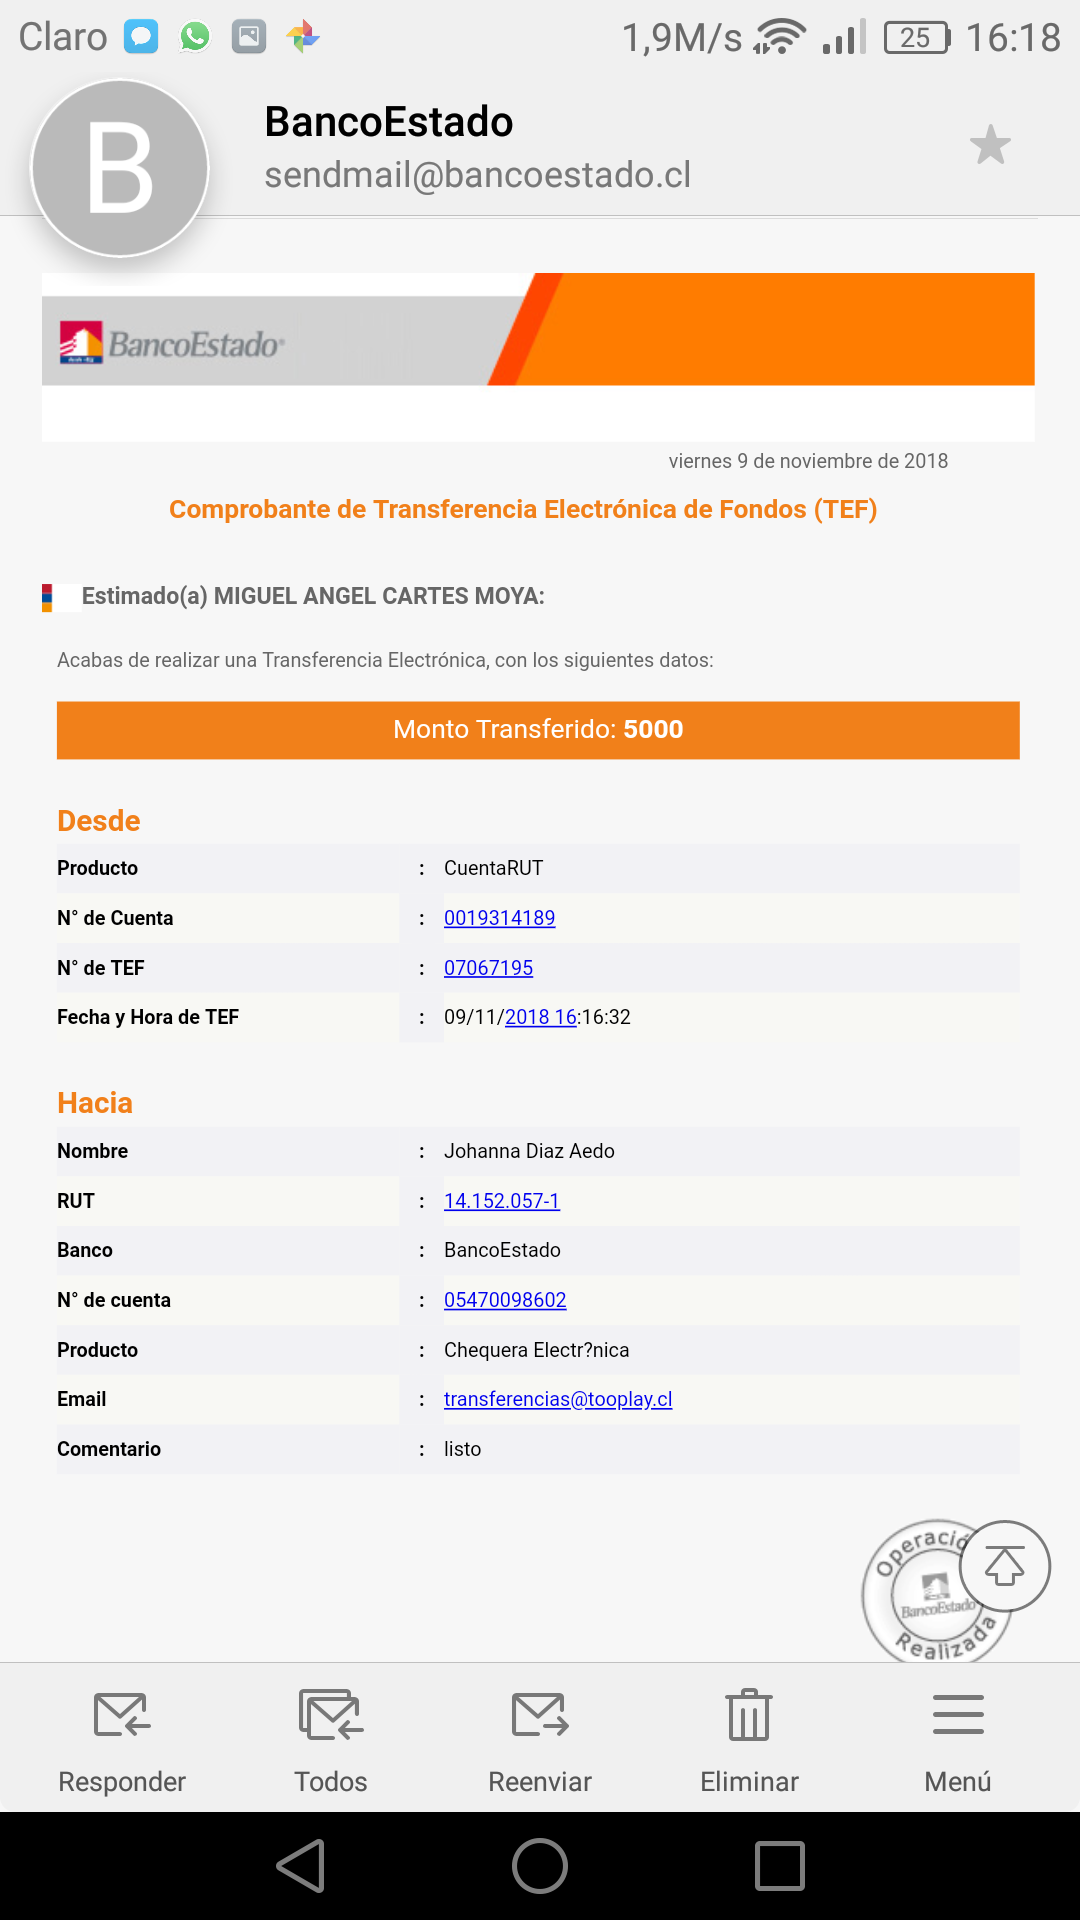 Claro 1,9M/s 25 16:18
B
BancoEstado
sendmail@bancoestado.cl
BancoEstado®
viernes 9 de noviembre de 2018
Comprobante de Transferencia Electrónica de Fondos (TEF)
Estimado(a) MIGUEL ANGEL CARTES MOYA:
Acabas de realizar una Transferencia Electrónica, con los siguientes datos:
Monto Transferido: 5000
Desde
Producto : CuentaRUT
N° de Cuenta : 0019314189
N° de TEF : 07067195
Fecha y Hora de TEF : 09/11/2018 16:16:32
Hacia
Nombre : Johanna Diaz Aedo
RUT : 14.152.057-1
Banco : BancoEstado
N° de cuenta : 05470098602
Producto : Chequera Electr?nica
Email : transferencias@tooplay.cl
Comentario : listo
Operació
BancoEstado
Realizada
Responder Todos Reenviar Eliminar Menú